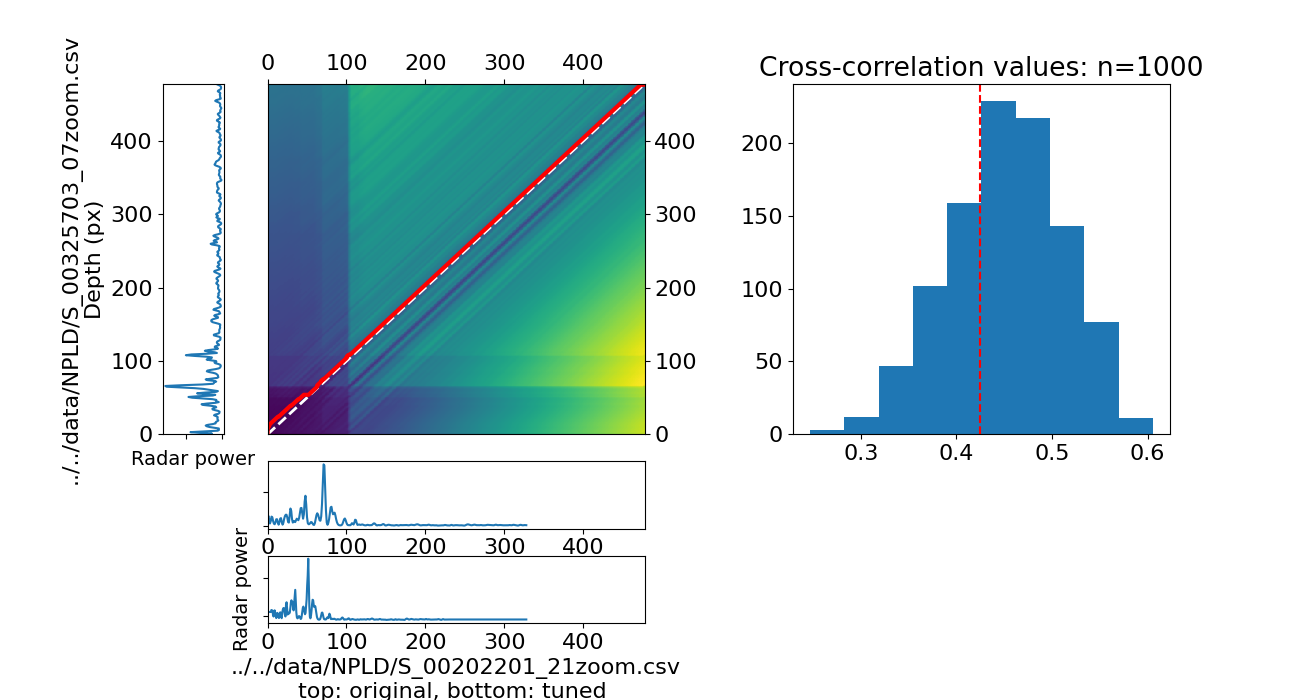 0 100 200 300 400
Cross-correlation values: n=1000
../../data/NPLD/S_00325703_07zoom.csv
Depth (px)
400
300
200
100
0
400
300
200
100
0
200
150
100
50
0
0.3 0.4 0.5 0.6
Radar power
0 100 200 300 400
Radar power
0 100 200 300 400
../../data/NPLD/S_00202201_21zoom.csv
top: original, bottom: tuned